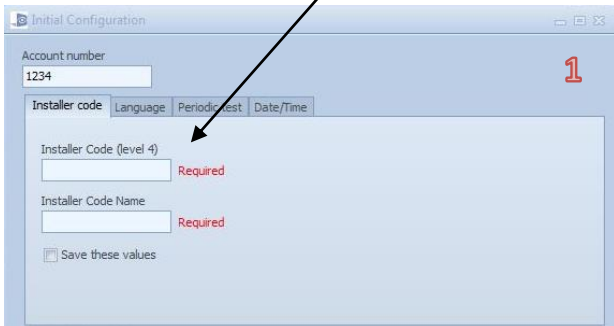 Initial Configuration
Account number
1234
1
Installer code Language Periodic test Date/Time
Installer Code (level 4)
Required
Installer Code Name
Required
Save these values